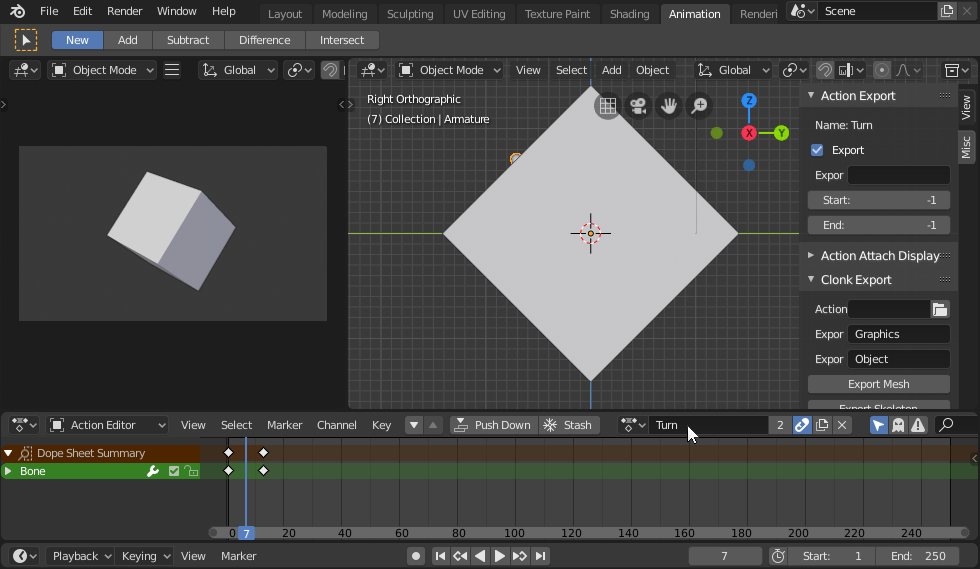 File Edit Render Window Help Layout Modeling Sculpting UV Editing Texture Paint Shading Animation Renderi Scene
New Add Subtract Difference Intersect
Object Mode Global Object Mode View Select Add Object Global
Right Orthographic
(7) Collection | Armature
Z
X
Y
Action Export
Name: Turn
Export
Expor
Start: -1
End: -1
Action Attach Display
Clonk Export
Action
Expor Graphics
Expor Object
Export Mesh
Export Skeleton
View
Misc
Action Editor View Select Marker Channel Key Push Down Stash Turn 2
Dope Sheet Summary
Bone
0 7 20 40 60 80 100 120 140 160 180 200 220 240
Playback Keying View Marker 7 Start: 1 End: 250